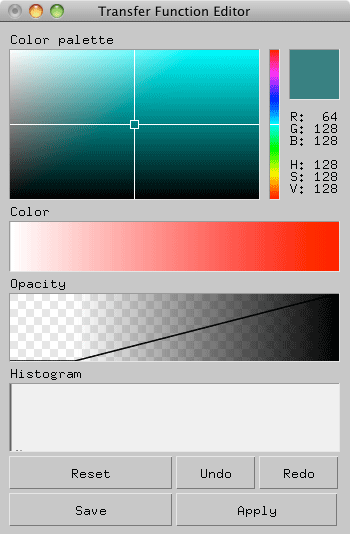 Transfer Function Editor
Color palette
R: 64
G: 128
B: 128
H: 128
S: 128
V: 128
Color
Opacity
Histogram
Reset Undo Redo
Save Apply